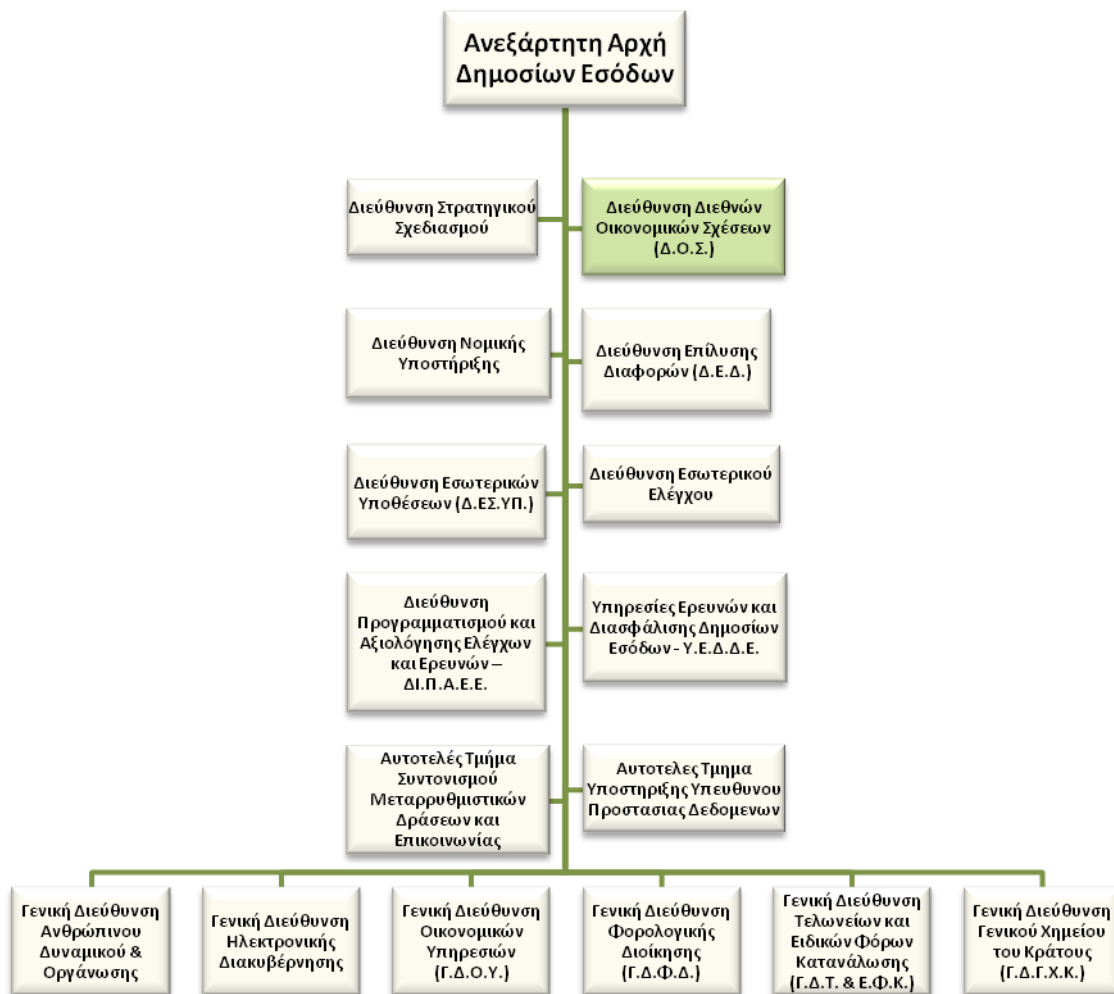 Ανεξάρτητη Αρχή
Δημοσίων Εσόδων
Διεύθυνση Στρατηγικού
Σχεδιασμού
Διεύθυνση Διεθνών
Οικονομικών Σχέσεων
(Δ.Ο.Σ.)
Διεύθυνση Νομικής
Υποστήριξης
Διεύθυνση Επίλυσης
Διαφορών (Δ.Ε.Δ.)
Διεύθυνση Εσωτερικών
Υποθέσεων (Δ.ΕΣ.ΥΠ.)
Διεύθυνση Εσωτερικού
Ελέγχου
Διεύθυνση
Προγραμματισμού και
Αξιολόγησης Ελέγχων
και Ερευνών –
ΔΙ.Π.Α.Ε.Ε.
Υπηρεσίες Ερευνών και
Διασφάλισης Δημοσίων
Εσόδων - Υ.Ε.Δ.Δ.Ε.
Αυτοτελές Τμήμα
Συντονισμού
Μεταρρυθμιστικών
Δράσεων και
Επικοινωνίας
Αυτοτελες Τμημα
Υποστηριξης Υπευθυνου
Προστασιας Δεδομενων
Γενική Διεύθυνση
Ανθρώπινου
Δυναμικού &
Οργάνωσης
Γενική Διεύθυνση
Ηλεκτρονικής
Διακυβέρνησης
Γενική Διεύθυνση
Οικονομικών
Υπηρεσιών
(Γ.Δ.Ο.Υ.)
Γενική Διεύθυνση
Φορολογικής
Διοίκησης
(Γ.Δ.Φ.Δ.)
Γενική Διεύθυνση
Τελωνείων και
Ειδικών Φόρων
Κατανάλωσης
(Γ.Δ.Τ. & Ε.Φ.Κ.)
Γενική Διεύθυνση
Γενικού Χημείου
του Κράτους
(Γ.Δ.Γ.Χ.Κ.)